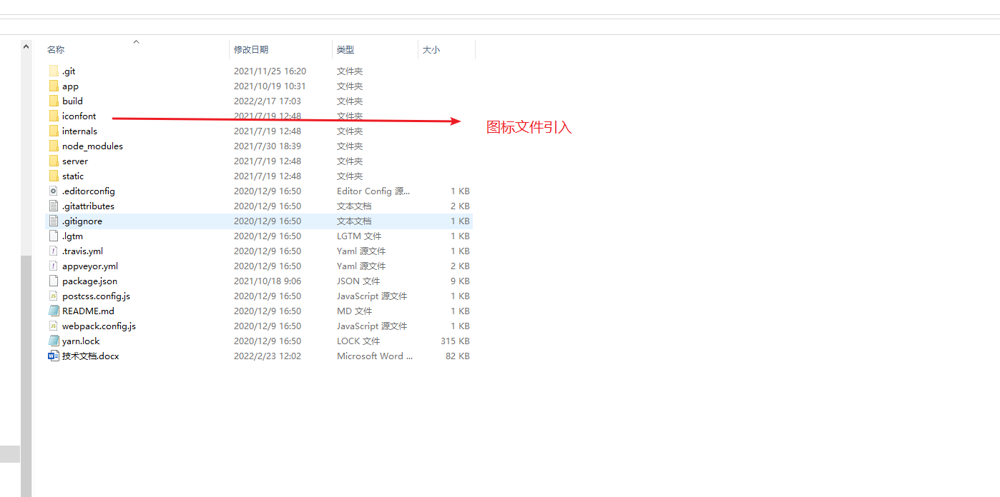 名称 修改日期 类型 大小
.git 2021/11/25 16:20 文件夹
app 2021/10/19 10:31 文件夹
build 2022/2/17 17:03 文件夹
iconfont 2021/7/19 12:48 文件夹 图标文件引入
internals 2021/7/19 12:48 文件夹
node_modules 2021/7/30 18:39 文件夹
server 2021/7/19 12:48 文件夹
static 2021/7/19 12:48 文件夹
.editorconfig 2020/12/9 16:50 Editor Config 源... 1 KB
.gitattributes 2020/12/9 16:50 文本文档 2 KB
.gitignore 2020/12/9 16:50 文本文档 1 KB
.lgtm 2020/12/9 16:50 LGTM 文件 1 KB
.travis.yml 2020/12/9 16:50 Yaml 源文件 1 KB
appveyor.yml 2020/12/9 16:50 Yaml 源文件 2 KB
package.json 2021/10/18 9:06 JSON 文件 9 KB
postcss.config.js 2020/12/9 16:50 JavaScript 源文件 1 KB
README.md 2020/12/9 16:50 MD 文件 1 KB
webpack.config.js 2020/12/9 16:50 JavaScript 源文件 1 KB
yarn.lock 2020/12/9 16:50 LOCK 文件 315 KB
技术文档.docx 2022/2/23 12:02 Microsoft Word ... 82 KB